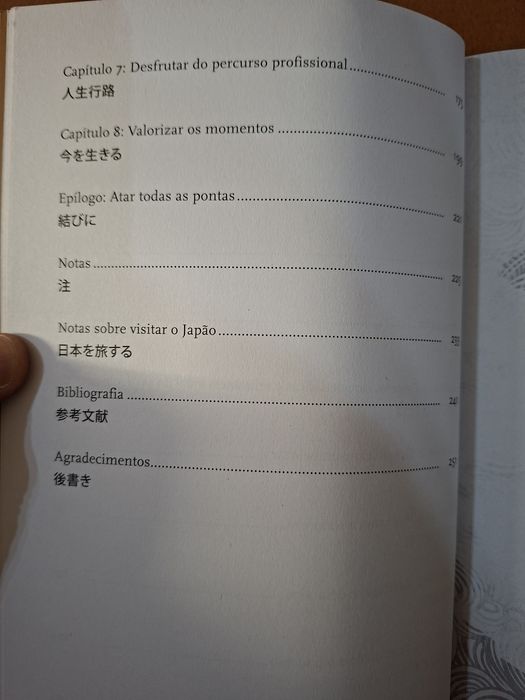 Capítulo 7: Desfrutar do percurso profissional
人生行路
Capítulo 8: Valorizar os momentos
今を生きる
Epílogo: Atar todas as pontas
結びに
Notas
注
Notas sobre visitar o Japão
日本を旅する
Bibliografia
参考文献
Agradecimentos
後書き